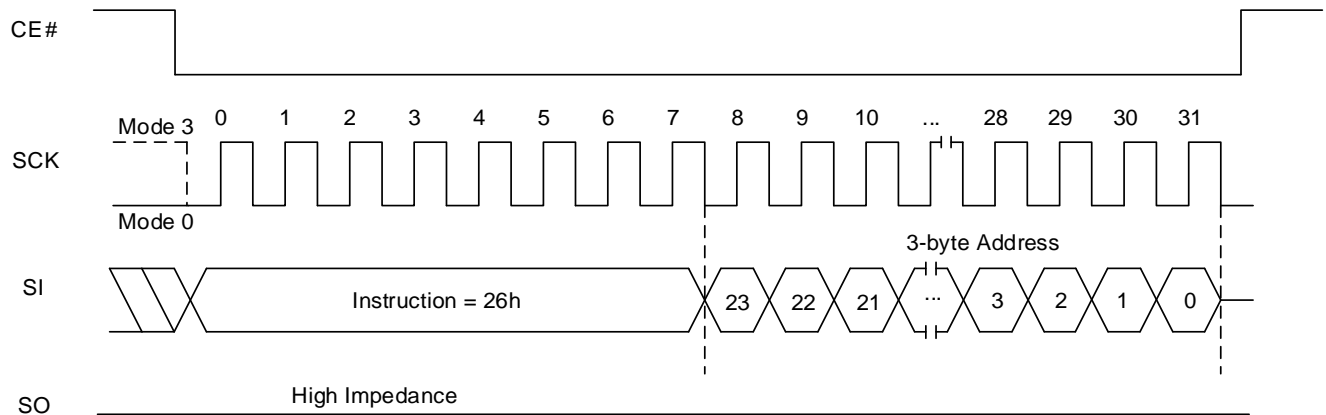 CE#
Mode 3 0 1 2 3 4 5 6 7 8 9 10 ... 28 29 30 31
SCK
Mode 0
3-byte Address
SI Instruction = 26h 23 22 21 ... 3 2 1 0
High Impedance
SO